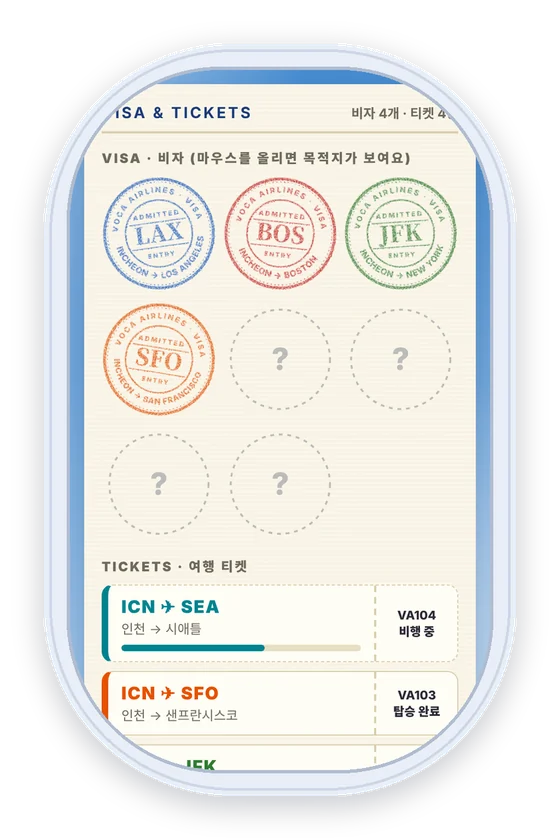 ISA & TICKETS 비자 4개 · 티켓 4
VISA · 비자 (마우스를 올리면 목적지가 보여요)
VOCA AIRLINES · VISA
ADMITTED
LAX
ENTRY
INCHEON → LOS ANGELES
VOCA AIRLINES · VISA
ADMITTED
BOS
ENTRY
INCHEON → BOSTON
VOCA AIRLINES · VISA
ADMITTED
JFK
ENTRY
INCHEON → NEW YORK
VOCA AIRLINES · VISA
ADMITTED
SFO
ENTRY
INCHEON → SAN FRANCISCO
? ?
? ?
TICKETS · 여행 티켓
ICN ✈ SEA
인천 → 시애틀
VA104
비행 중
ICN ✈ SFO
인천 → 샌프란시스코
VA103
탑승 완료
JFK